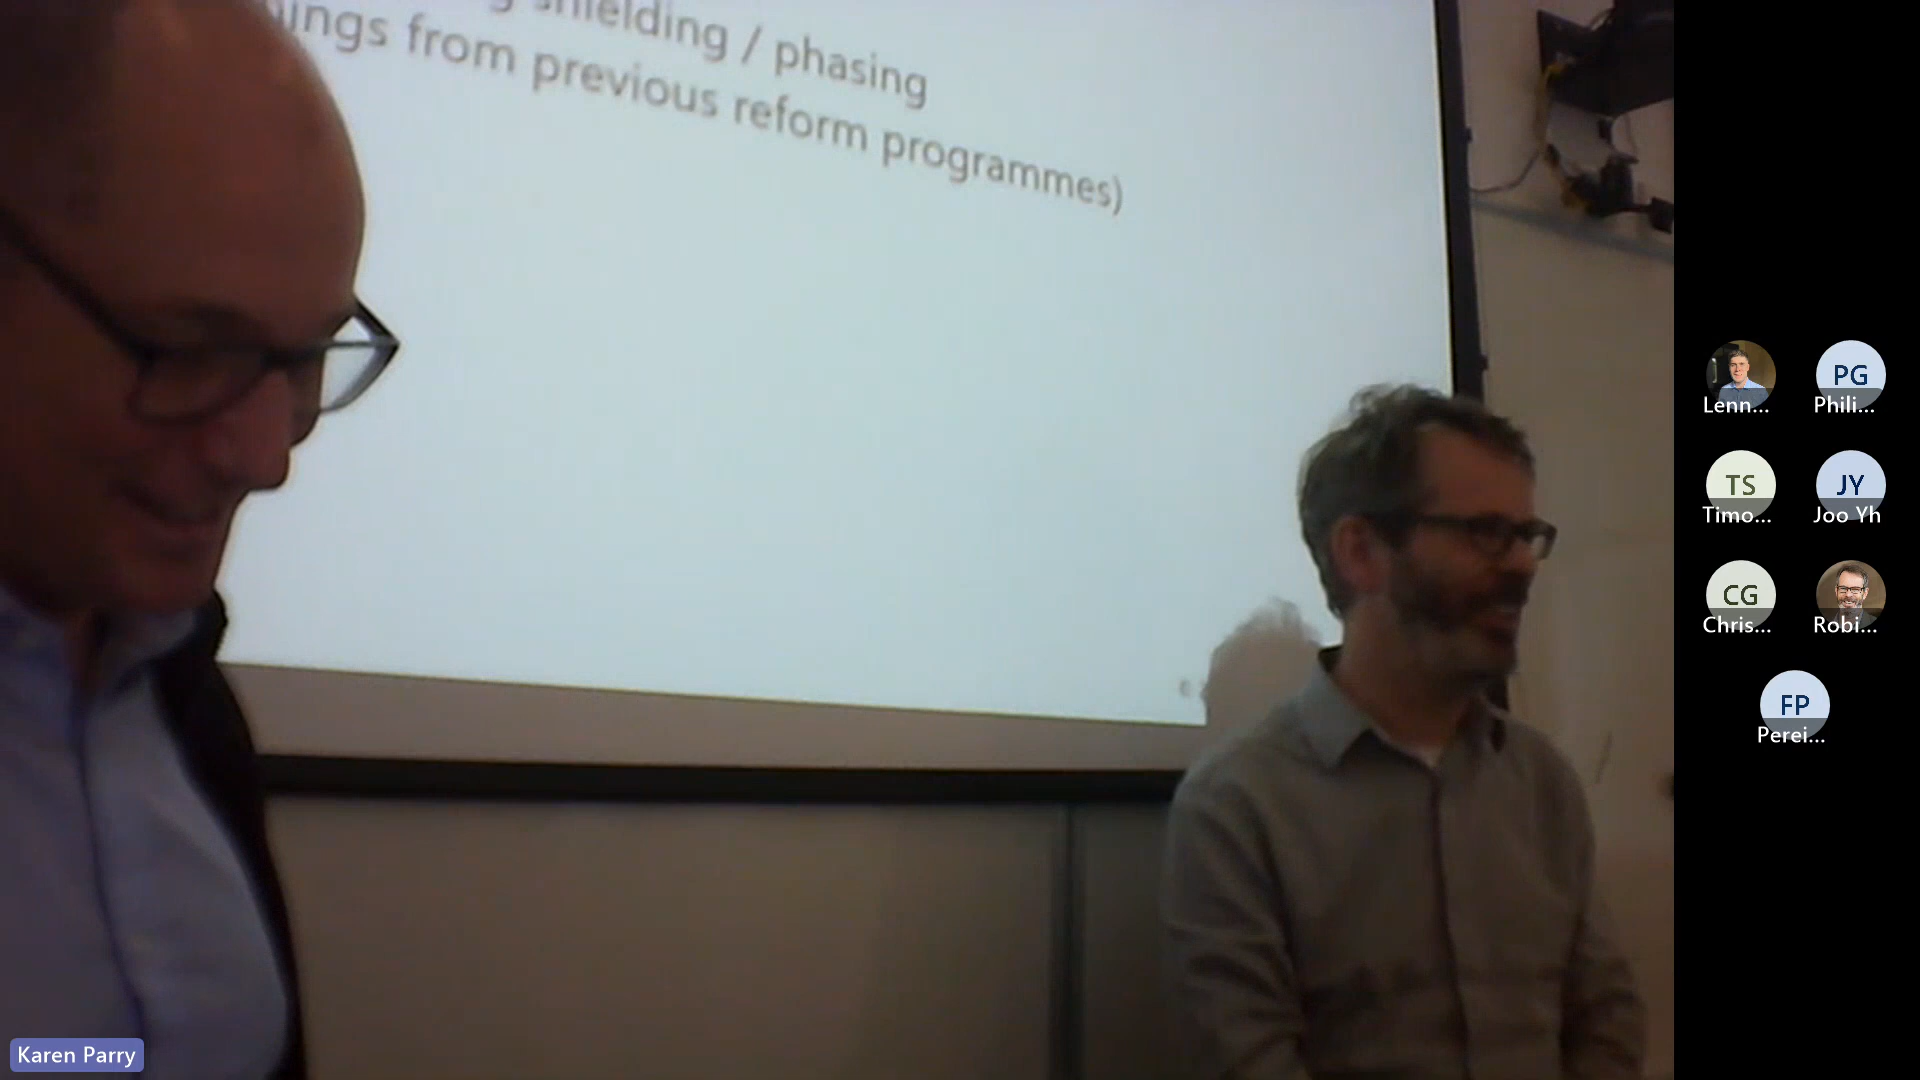 shielding / phasing
from previous reform programmes)
Lenn...
PG
Phili...
TS
Timo...
JY
Joo Yh
CG
Chris...
Robi...
FP
Perei...
Karen Parry